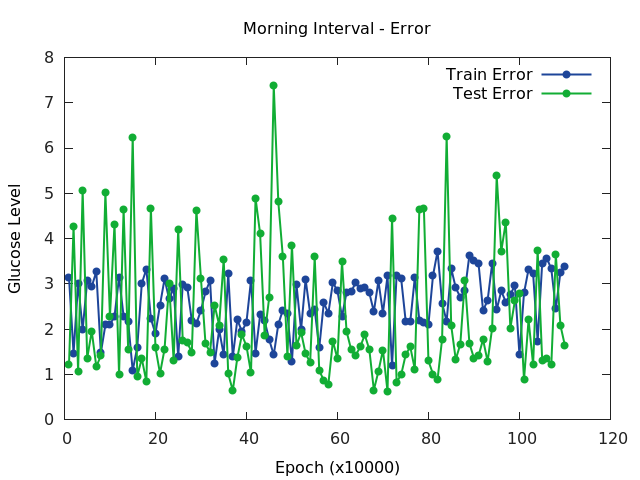 Morning Interval - Error
Train Error
Test Error
8
7
6
5
4
3
2
1
0
Glucose Level
0 20 40 60 80 100 120
Epoch (x10000)